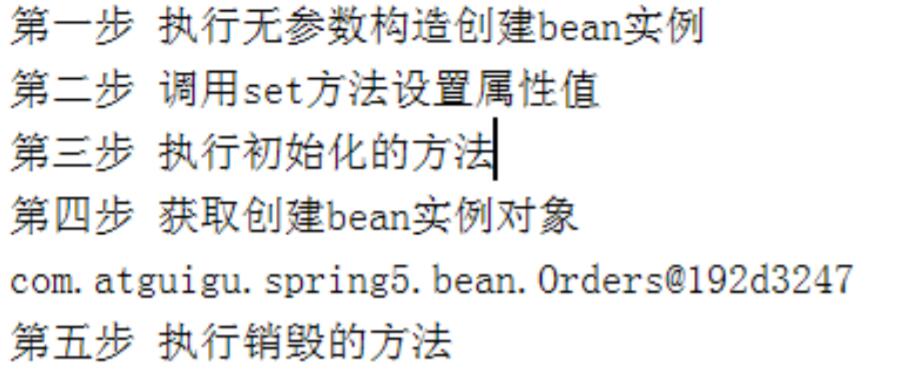 第一步 执行无参数构造创建bean实例
第二步 调用set方法设置属性值
第三步 执行初始化的方法
第四步 获取创建bean实例对象
com.atguigu.spring5.bean.Orders@192d3247
第五步 执行销毁的方法